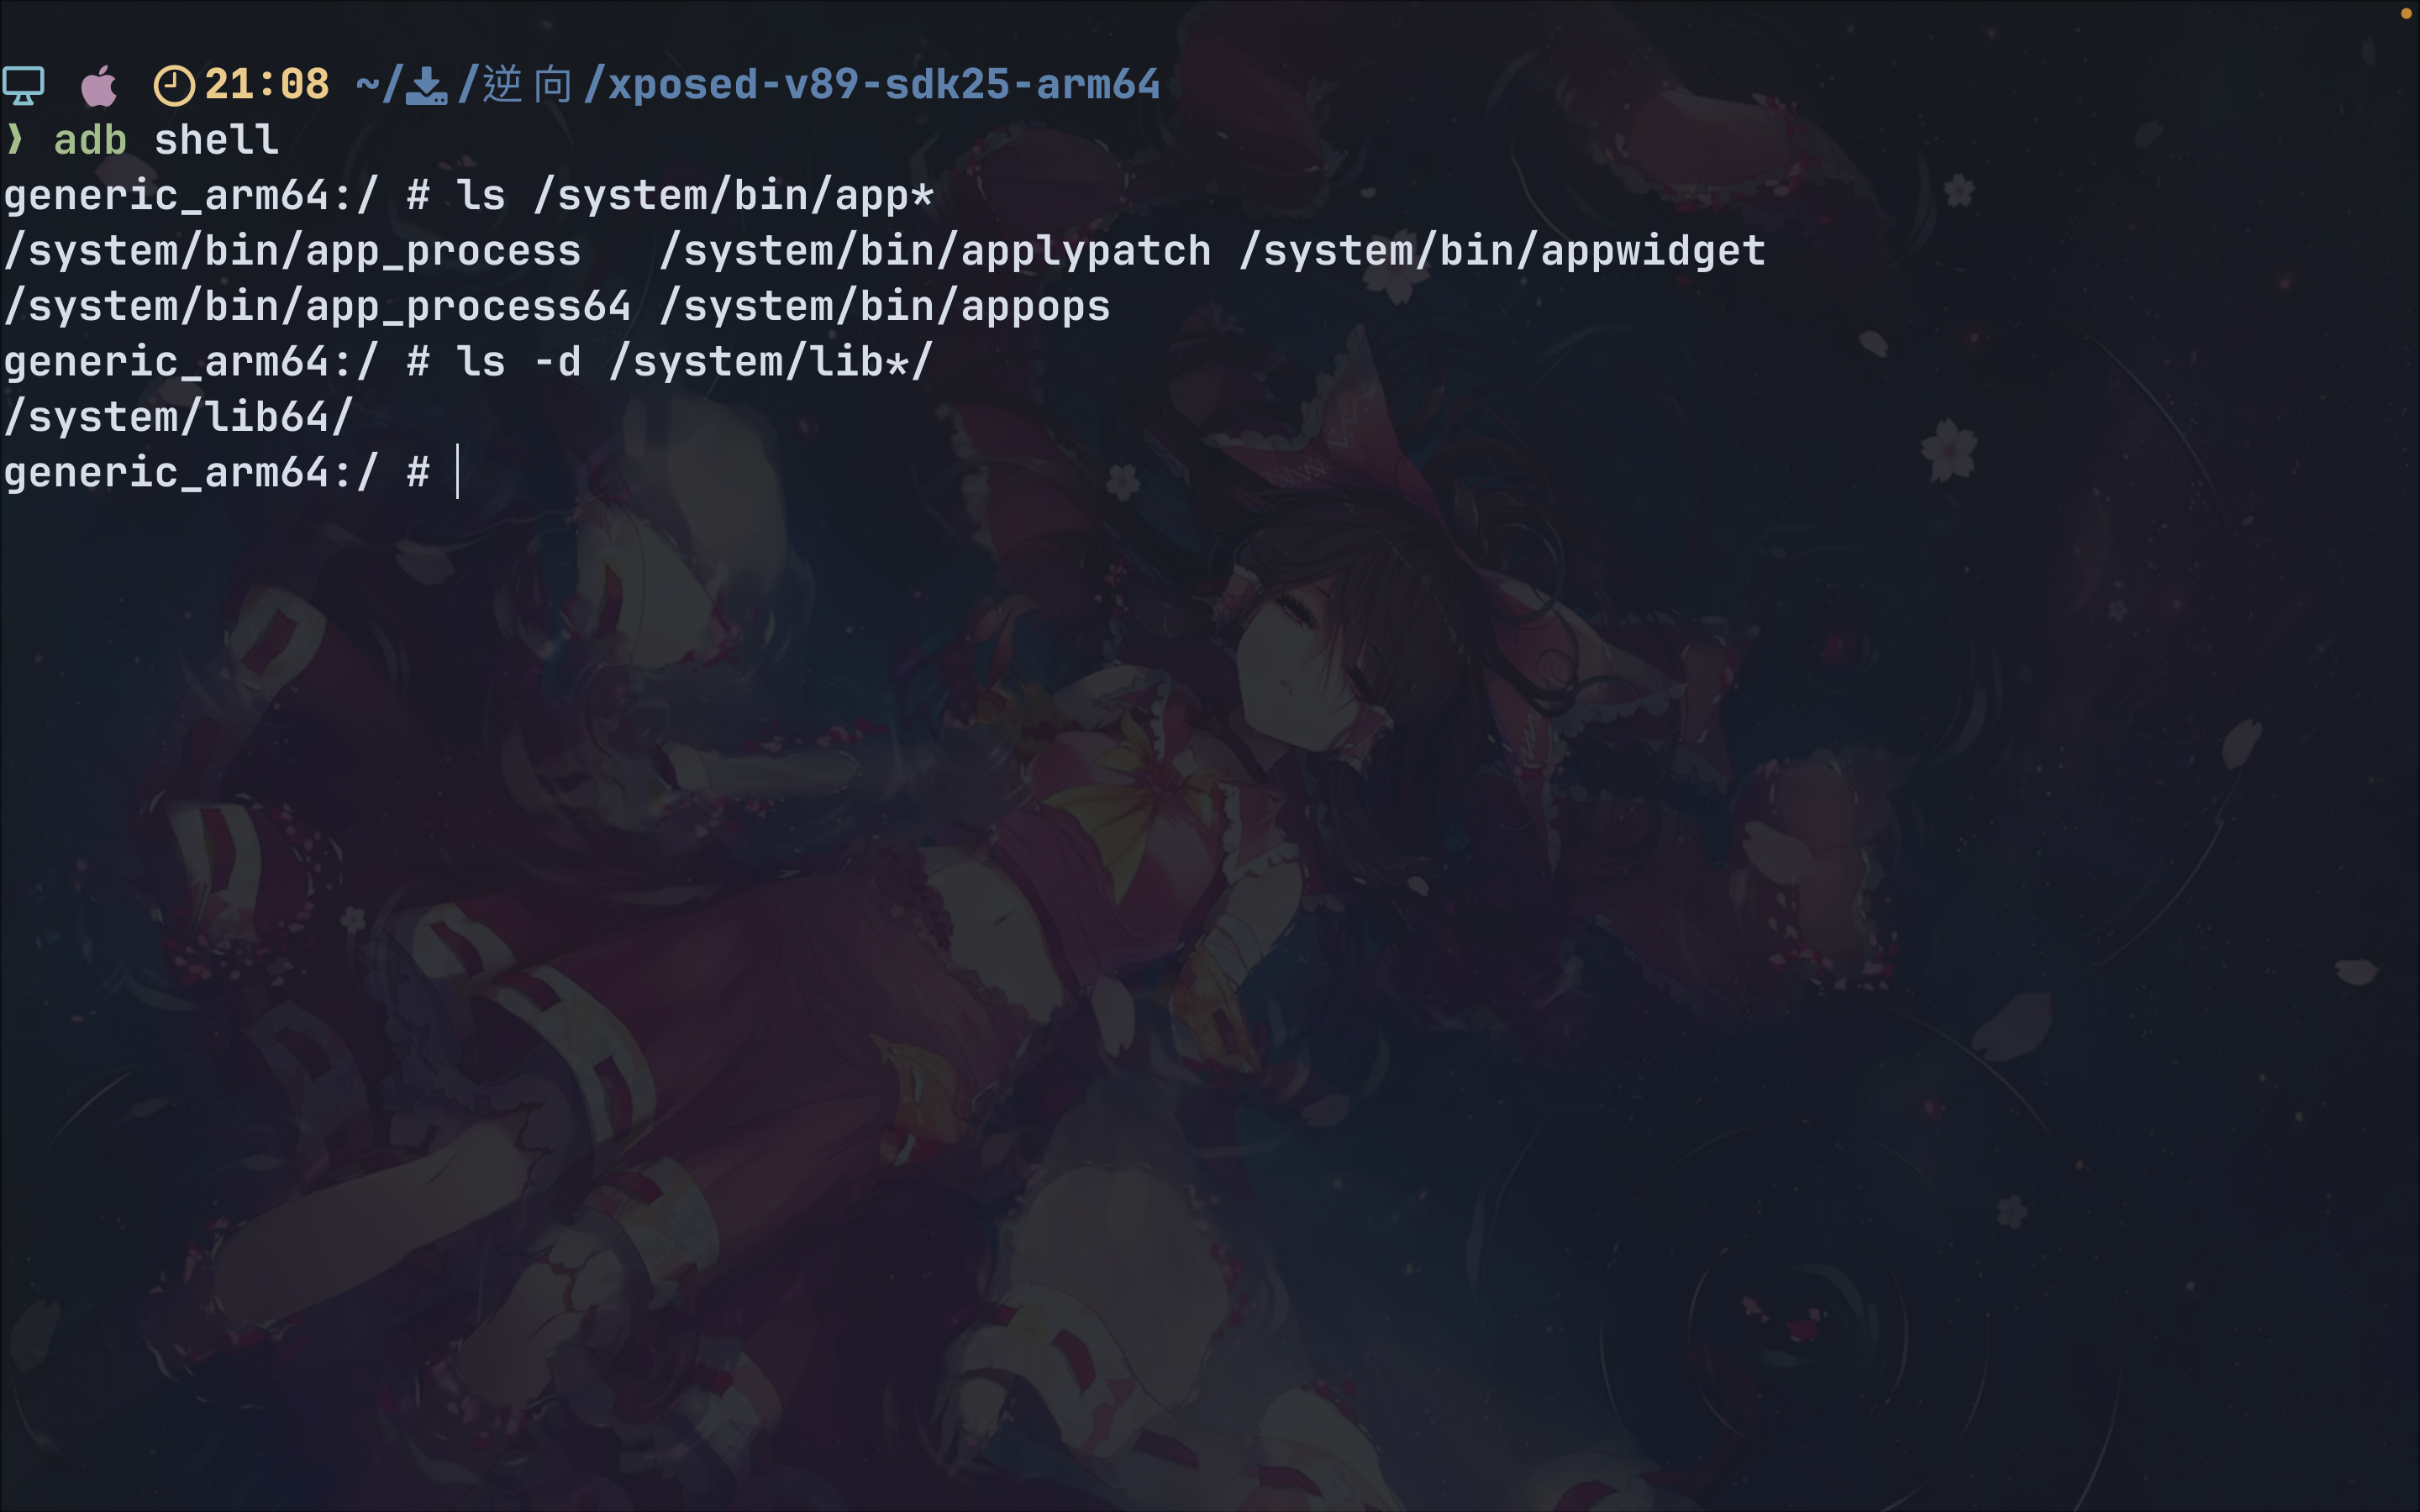 21:08 ~/ /逆向/xposed-v89-sdk25-arm64
❯ adb shell
generic_arm64:/ # ls /system/bin/app*
/system/bin/app_process   /system/bin/applypatch /system/bin/appwidget
/system/bin/app_process64 /system/bin/appops
generic_arm64:/ # ls -d /system/lib*/
/system/lib64/
generic_arm64:/ #